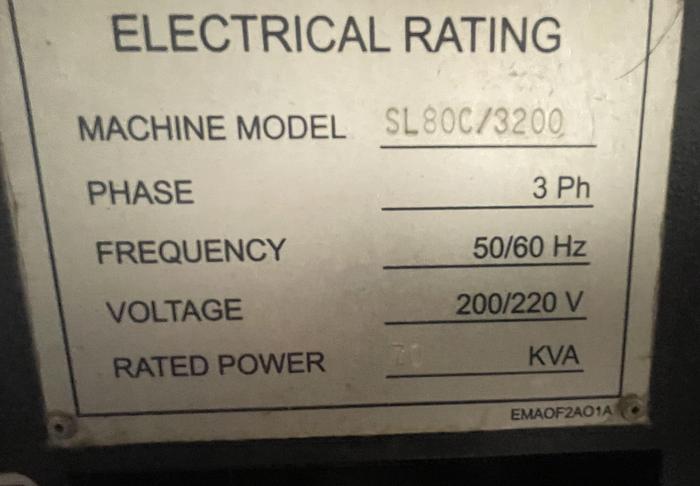 ELECTRICAL RATING
MACHINE MODEL SL80C/3200
PHASE 3 Ph
FREQUENCY 50/60 Hz
VOLTAGE 200/220 V
RATED POWER KVA
EMAOF2AO1A